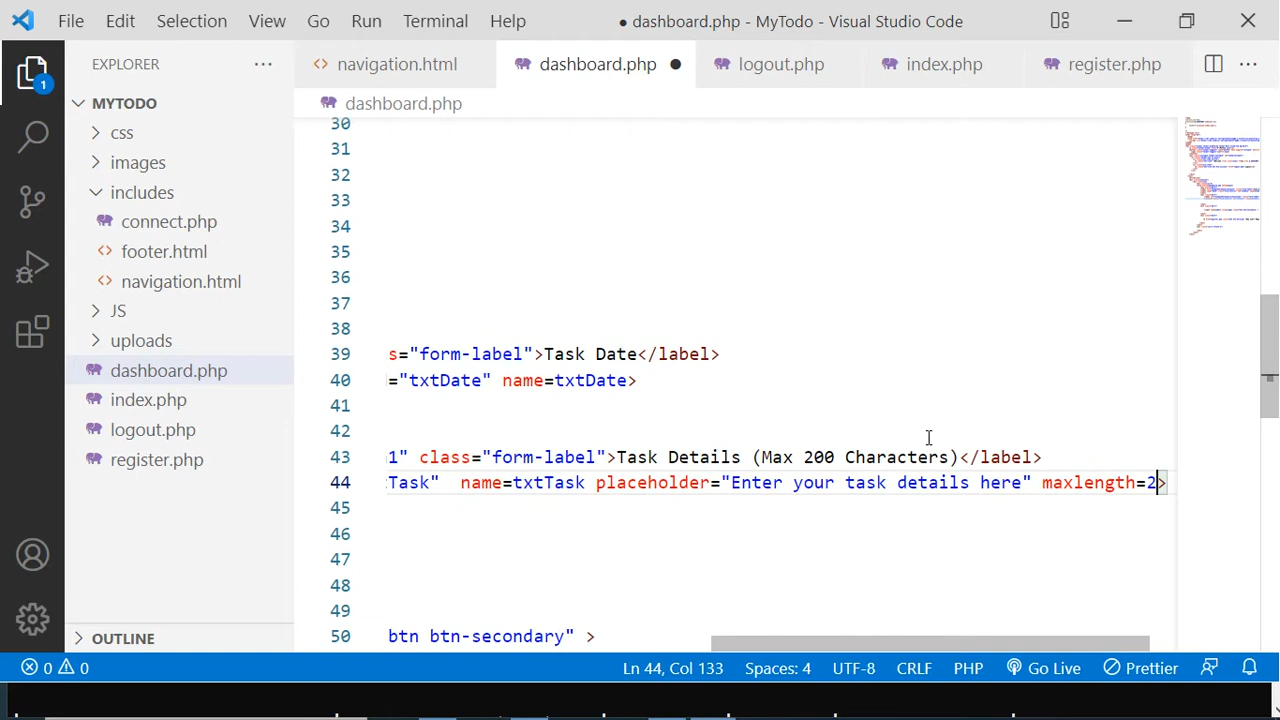 File Edit Selection View Go Run Terminal Help ● dashboard.php - MyTodo - Visual Studio Code
EXPLORER ...
navigation.html dashboard.php ● logout.php index.php register.php
MYTODO
dashboard.php
css
images
includes
connect.php
footer.html
navigation.html
JS
uploads
dashboard.php
index.php
logout.php
register.php
OUTLINE
1
30
31
32
33
34
35
36
37
38
39 s="form-label">Task Date</label>
40 ="txtDate" name=txtDate>
41
42
43 1" class="form-label">Task Details (Max 200 Characters)</label>
44 :Task"  name=txtTask placeholder="Enter your task details here" maxlength=2>
45
46
47
48
49
50 btn btn-secondary" >
0 0 Ln 44, Col 133 Spaces: 4 UTF-8 CRLF PHP Go Live Prettier